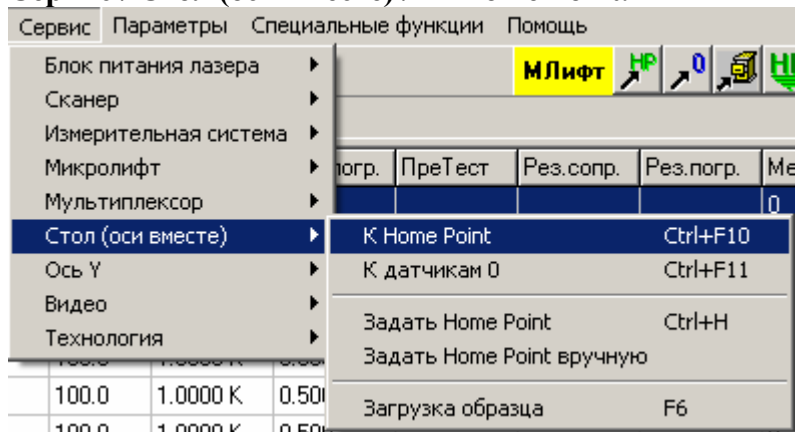 Сервис Параметры Специальные функции Помощь
Блок питания лазера
МЛифт HP 0
Сканер
Измерительная система
Микролифт погр. ПреТест Рез.сопр. Рез.погр.
Мультиплексор 0
Стол (оси вместе) К Home Point Ctrl+F10
Ось Y К датчикам 0 Ctrl+F11
Видео
Задать Home Point Ctrl+H
Технология
Задать Home Point вручную
100.0 1.0000 K
Загрузка образца F6